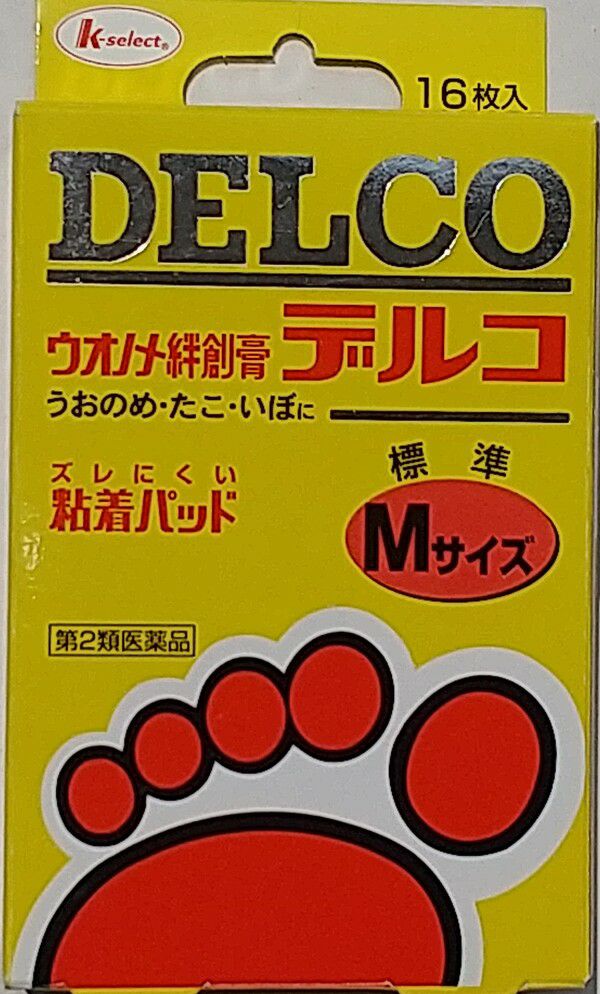 k-select®
16枚入
DELCO
ウオノメ絆創膏 デルコ
うおのめ・たこ・いぼに
ズレにくい
粘着パッド
標準
Mサイズ
第2類医薬品